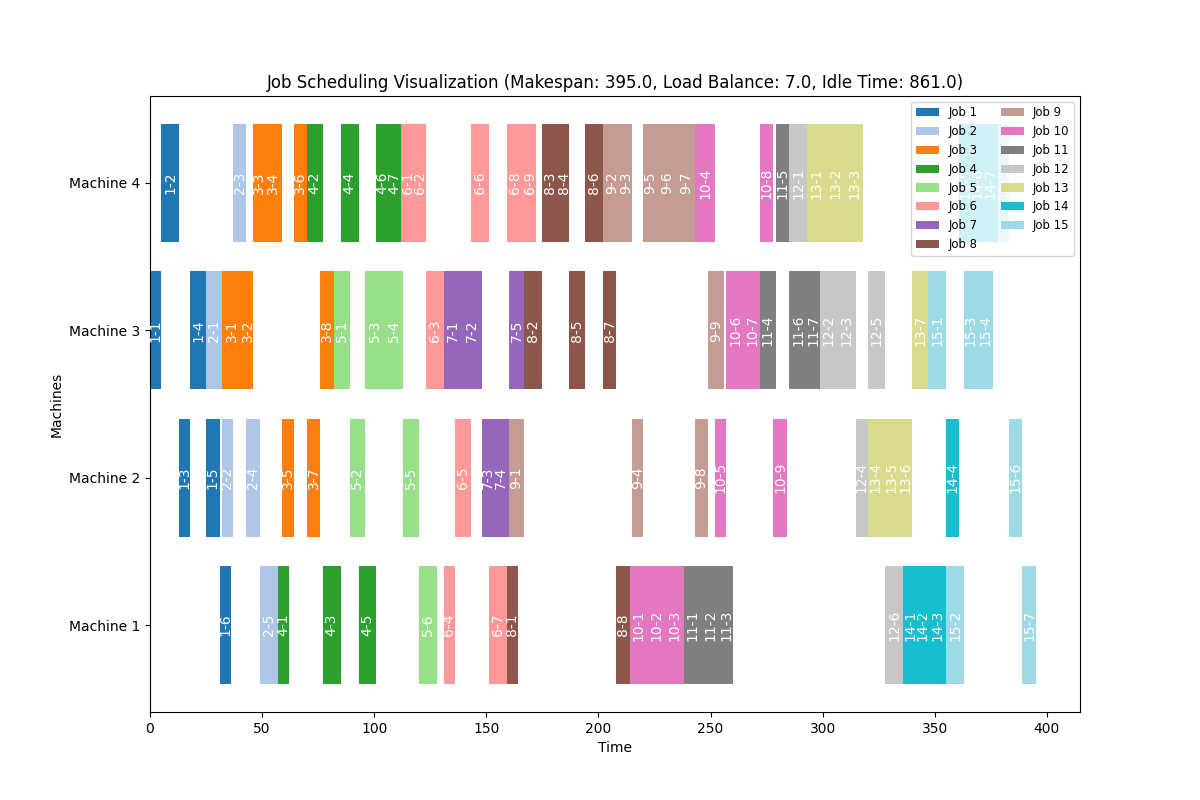 Job Scheduling Visualization (Makespan: 395.0, Load Balance: 7.0, Idle Time: 861.0)
Job 1 Job 9
Job 2 Job 10
Job 3 Job 11
Job 4 Job 12
Job 5 Job 13
Job 6 Job 14
Job 7 Job 15
Job 8
Machine 4
1-2 2-3 3-3 3-4 3-6 4-2 4-4 4-6 4-7 6-1 6-2 6-6 6-8 6-9 8-3 8-4 8-6 9-2 9-3 9-5 9-6 9-7 10-4 10-8 11-5 12-1 13-1 13-2 13-3
Machine 3
1-1 1-4 2-1 3-1 3-2 3-8 5-1 5-3 5-4 6-3 7-1 7-2 7-5 8-2 8-5 8-7 9-9 10-6 10-7 11-4 11-6 11-7 12-2 12-3 12-5 13-7 15-1 15-3 15-4
Machine 2
1-3 1-5 2-2 2-4 3-5 3-7 5-2 5-5 6-5 7-3 7-4 9-1 9-4 9-8 10-5 10-9 12-4 13-4 13-5 13-6 14-4 15-6
Machine 1
1-6 2-5 4-1 4-3 4-5 5-6 6-4 6-7 8-1 8-8 10-1 10-2 10-3 11-1 11-2 11-3 12-6 14-1 14-2 14-3 15-2 15-7
Machines
0 50 100 150 200 250 300 350 400
Time